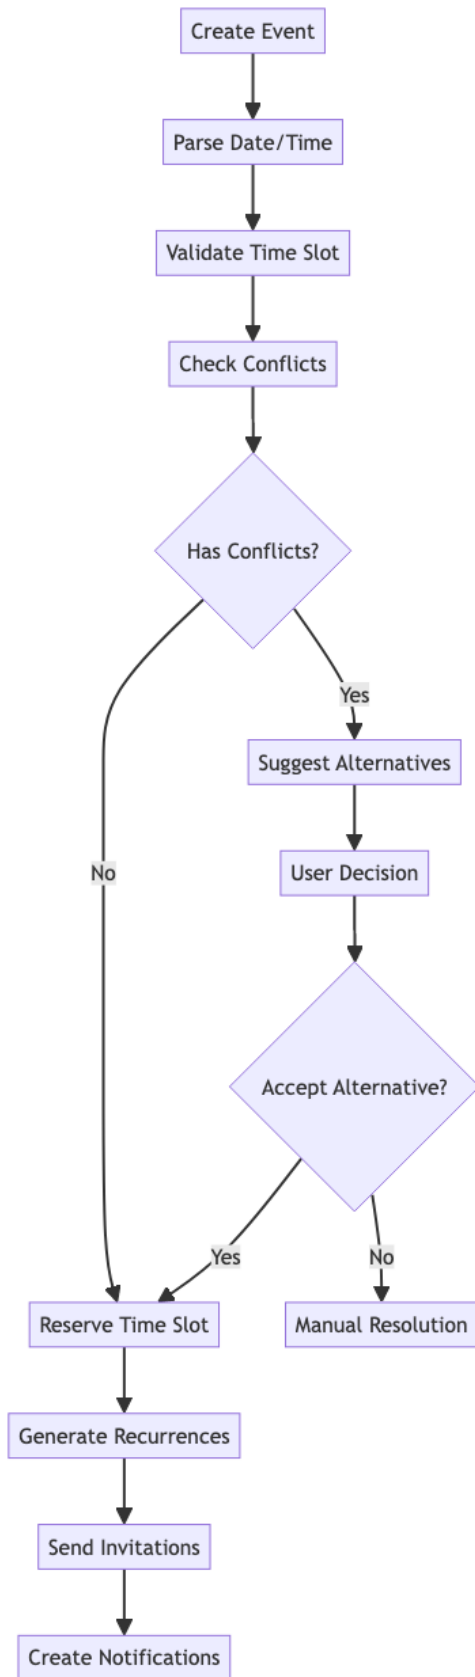 Create Event
Parse Date/Time
Validate Time Slot
Check Conflicts
Has Conflicts?
Yes
Suggest Alternatives
No
User Decision
Accept Alternative?
Yes
No
Reserve Time Slot
Manual Resolution
Generate Recurrences
Send Invitations
Create Notifications